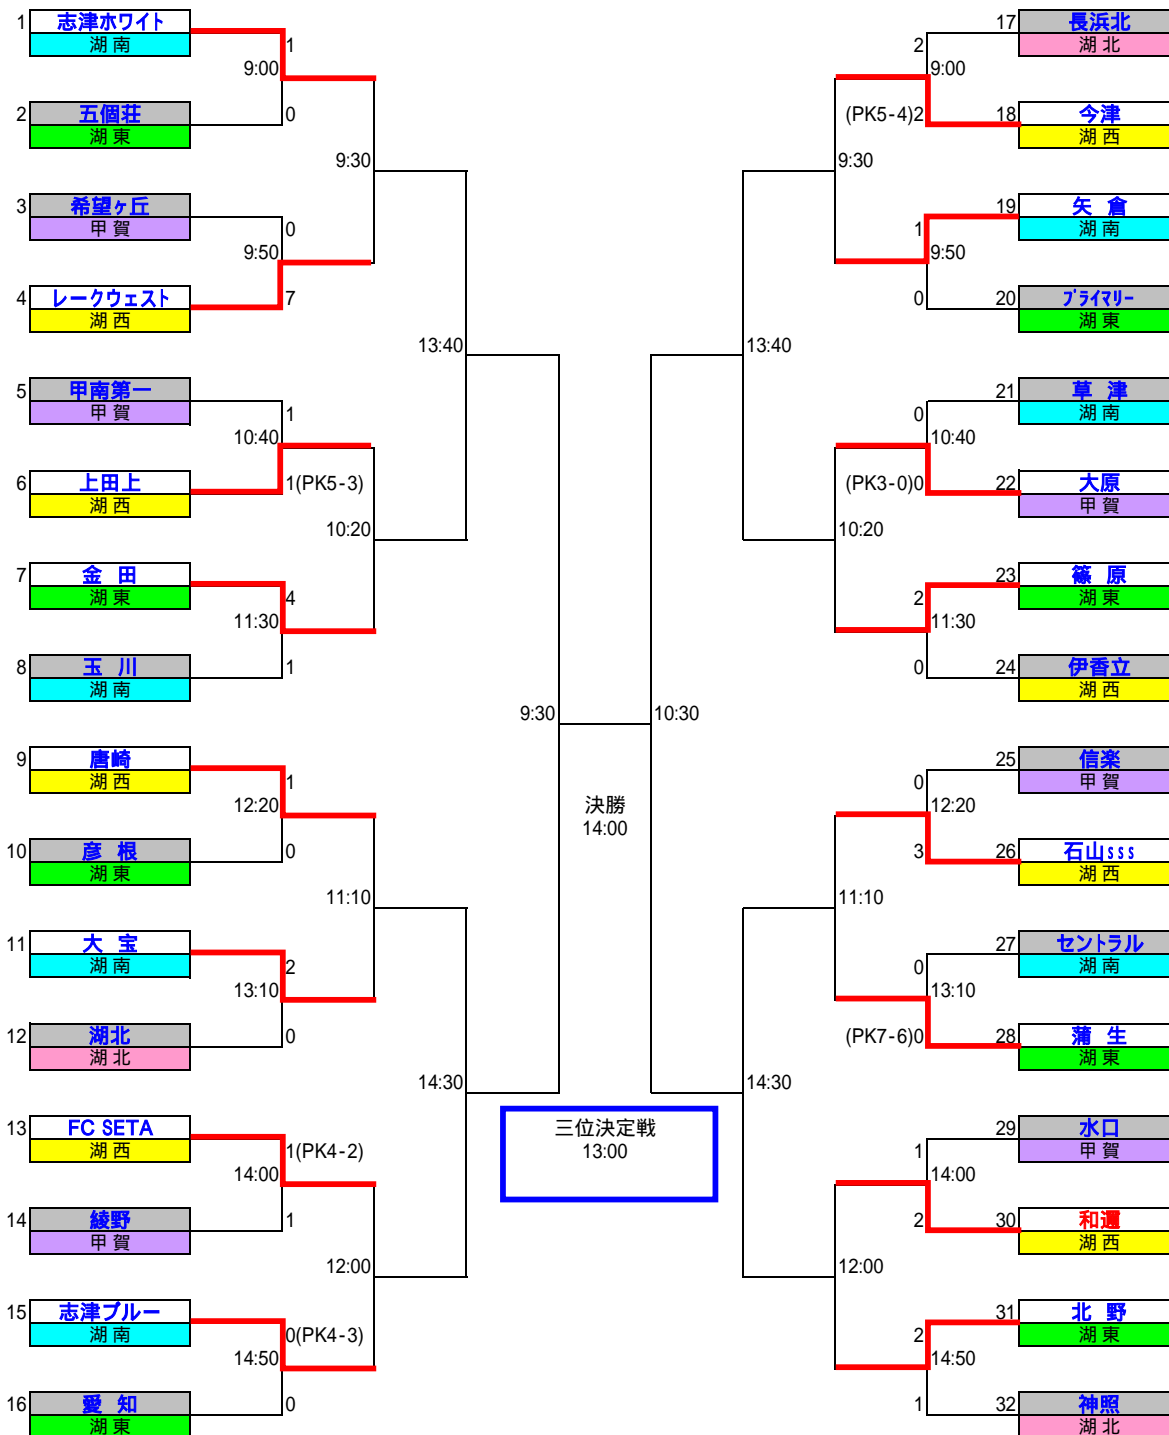 1 志津ホワイト
湖 南
1
9:00
2 五個荘
湖 東
0
9:30
3 希望ヶ丘
甲 賀
0
9:50
4 レークウェスト
湖 西
7
13:40
5 甲南第一
甲 賀
1
10:40
6 上田上
湖 西
1(PK5-3)
10:20
7 金 田
湖 東
4
11:30
8 玉 川
湖 南
1
9:30
9 唐崎
湖 西
1
12:20
10 彦 根
湖 東
0
11:10
11 大 宝
湖 南
2
13:10
12 湖北
湖 北
0
14:30
13 FC SETA
湖 西
1(PK4-2)
14:00
14 綾野
甲 賀
1
12:00
15 志津ブルー
湖 南
0(PK4-3)
14:50
16 愛 知
湖 東
0
決勝
14:00
三位決定戦
13:00
17 長浜北
湖 北
2
9:00
18 今津
湖 西
(PK5-4)2
9:30
19 矢 倉
湖 南
1
9:50
20 プライマリー
湖 東
0
13:40
21 草 津
湖 南
0
10:40
22 大原
甲 賀
(PK3-0)0
10:20
23 篠 原
湖 東
2
11:30
24 伊香立
湖 西
0
10:30
25 信楽
甲 賀
0
12:20
26 石山sss
湖 西
3
11:10
27 セントラル
湖 南
0
13:10
28 蒲 生
湖 東
(PK7-6)0
14:30
29 水口
甲 賀
1
14:00
30 和邇
湖 西
2
12:00
31 北 野
湖 東
2
14:50
32 神照
湖 北
1